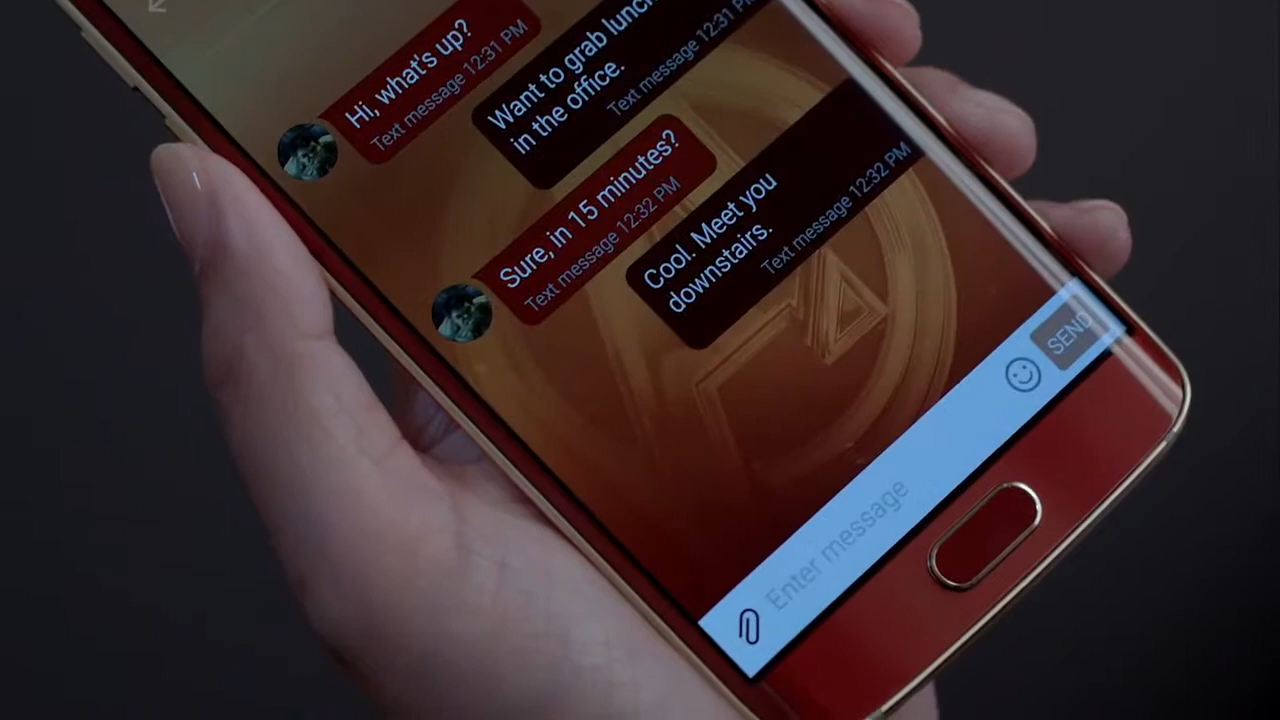 Hi, what's up?
Text message 12:31 PM
Want to grab lunch
in the office.
Text message 12:31 PM
Sure, in 15 minutes?
Text message 12:32 PM
Cool. Meet you
downstairs.
Text message 12:32 PM
Enter message
SEND